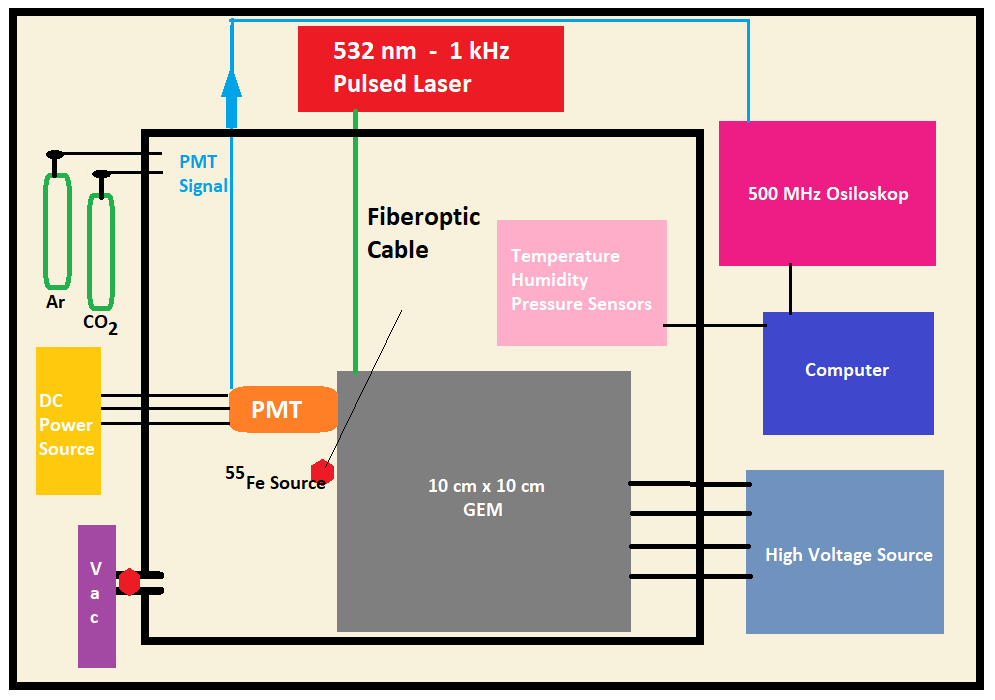 532 nm  -  1 kHz
Pulsed Laser
PMT
Signal
Fiberoptic
Cable
500 MHz Osiloskop
Temperature
Humidity
Pressure Sensors
Ar
CO2
Computer
DC
Power
Source
PMT
55Fe Source
10 cm x 10 cm
GEM
High Voltage Source
V
a
c